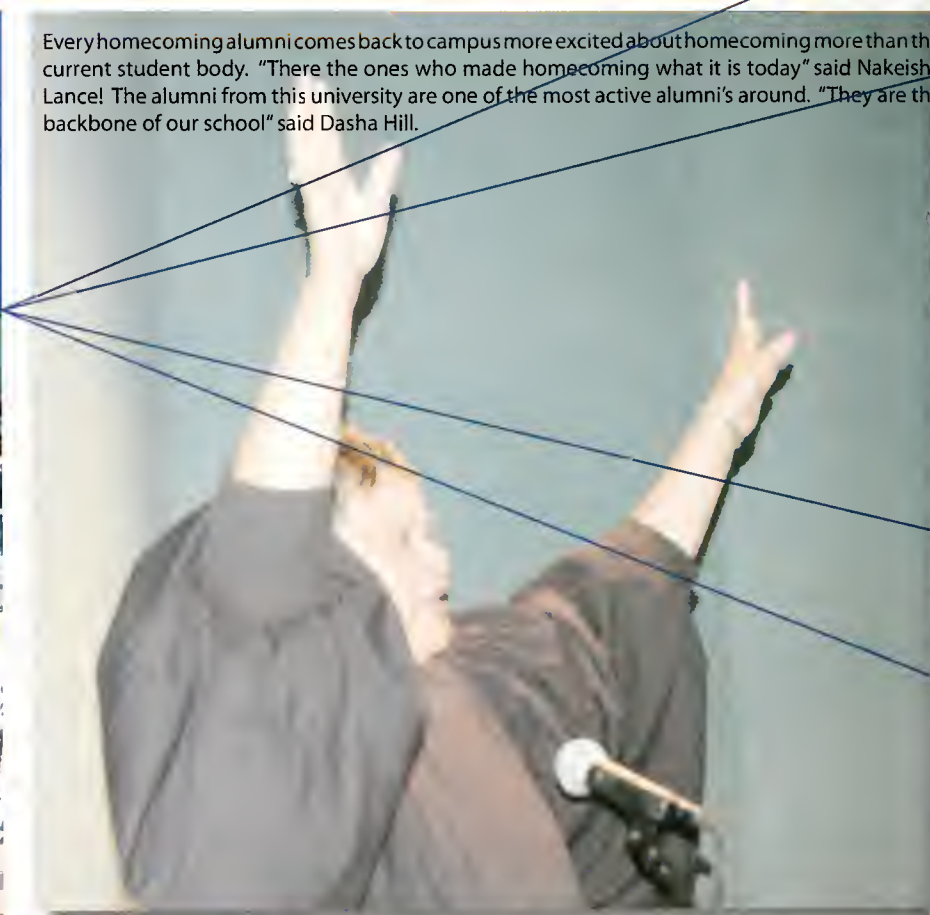 Every homecoming alumni comes back to campus more excited about homecoming more than th
current student body. "There the ones who made homecoming what it is today" said Nakeish
Lance! The alumni from this university are one of the most active alumni's around. "They are th
backbone of our school" said Dasha Hill.